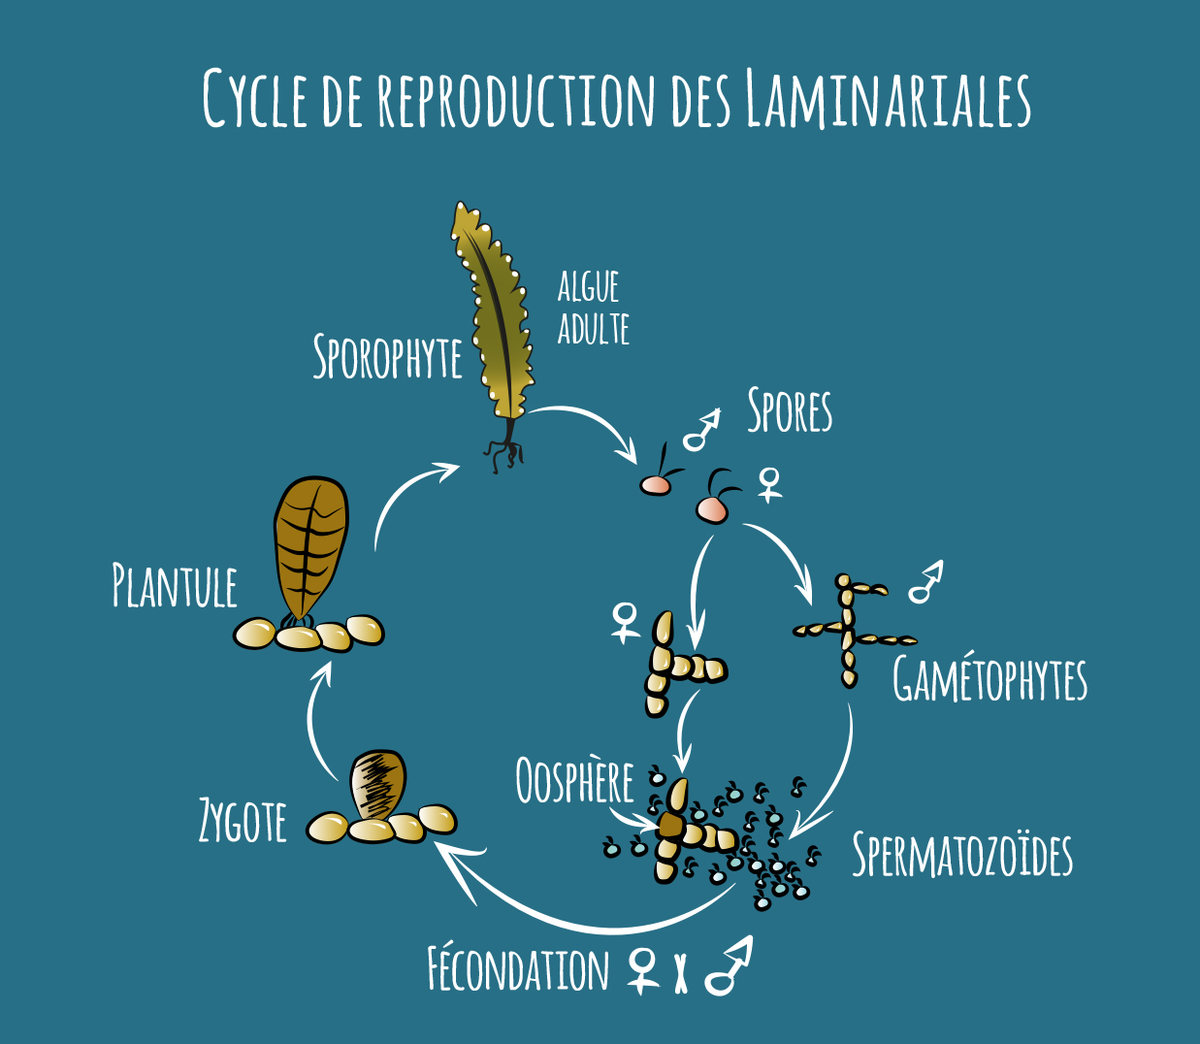 Cycle de reproduction des Laminariales
algue
adulte
Sporophyte
Spores
Plantule
Gamétophytes
Oosphère
Zygote
Spermatozoïdes
Fécondation ♀ x ♂